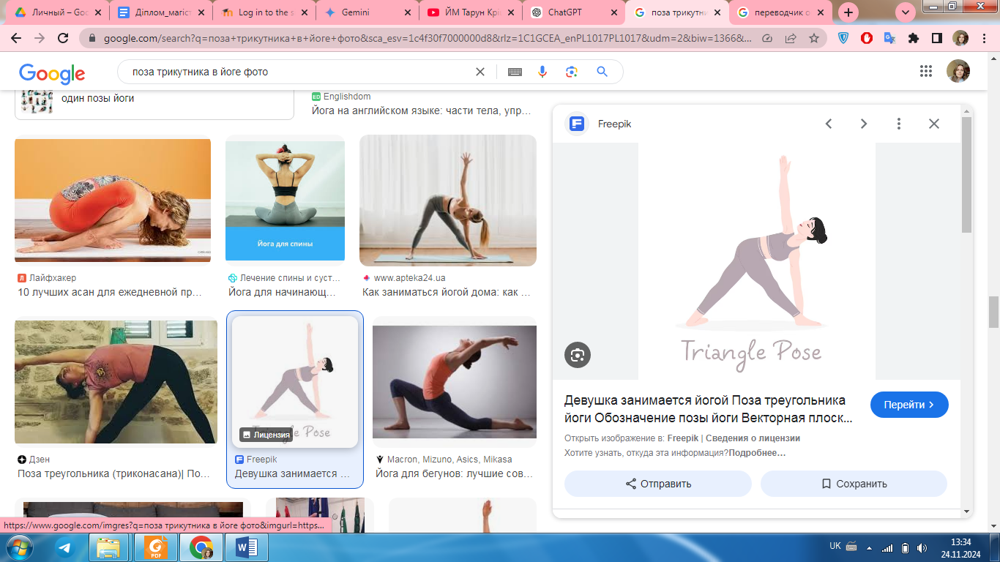 Личный – Goo
Діплом_магіст
Log in to the s
Gemini
ЙМ Тарун Крі
ChatGPT
поза трикутни
переводчик о
google.com/search?q=поза+трикутника+в+йоге+фото&sca_esv=1c4f30f7000000d8&rlz=1C1GCEA_enPL1017PL1017&udm=2&biw=1366&...
Google
поза трикутника в йоге фото
один позы йоги
ED Englishdom
Йога на английском языке: части тела, упр…
Йога для спины
Л Лайфхакер
10 лучших асан для ежедневной пр…
Лечение спины и суст…
Йога для начинающ…
www.apteka24.ua
Как заниматься йогой дома: как …
Triangle Pose
Лицензия
Дзен
Поза треугольника (триконасана)| По…
Freepik
Девушка занимается …
Macron, Mizuno, Asics, Mikasa
Йога для бегунов: лучшие сов…
Freepik
Triangle Pose
Девушка занимается йогой Поза треугольника
йоги Обозначение позы йоги Векторная плоск...
Перейти
Открыть изображение в: Freepik | Сведения о лицензии
Хотите узнать, откуда эта информация?Подробнее…
Отправить
Сохранить
https://www.google.com/imgres?q=поза трикутника в йоге фото&imgurl=https...
PDF
W
UK
13:34
24.11.2024